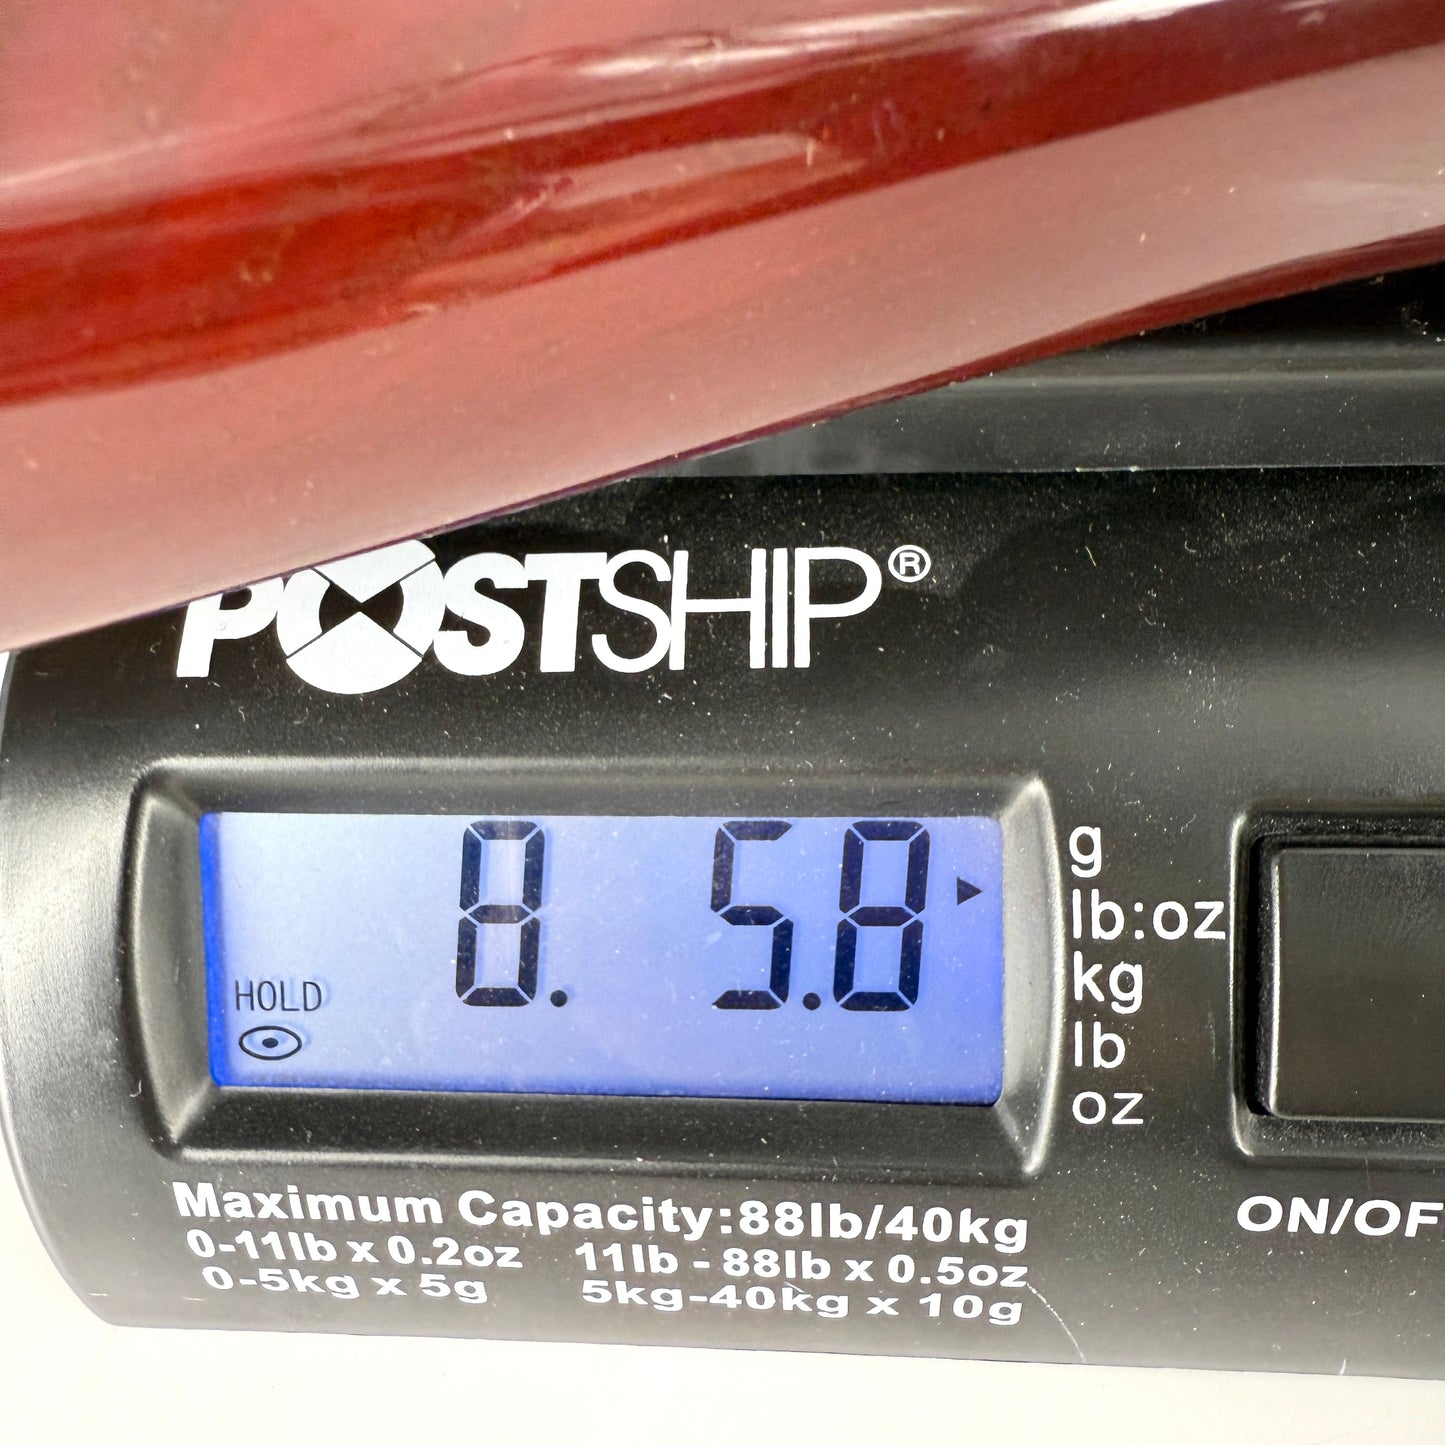 POSTSHIP®
8. 5.8
HOLD
g
lb:oz
kg
lb
oz
Maximum Capacity:88lb/40kg
0-11lb x 0.2oz 11lb - 88lb x 0.5oz
0-5kg x 5g 5kg-40kg x 10g
ON/OF